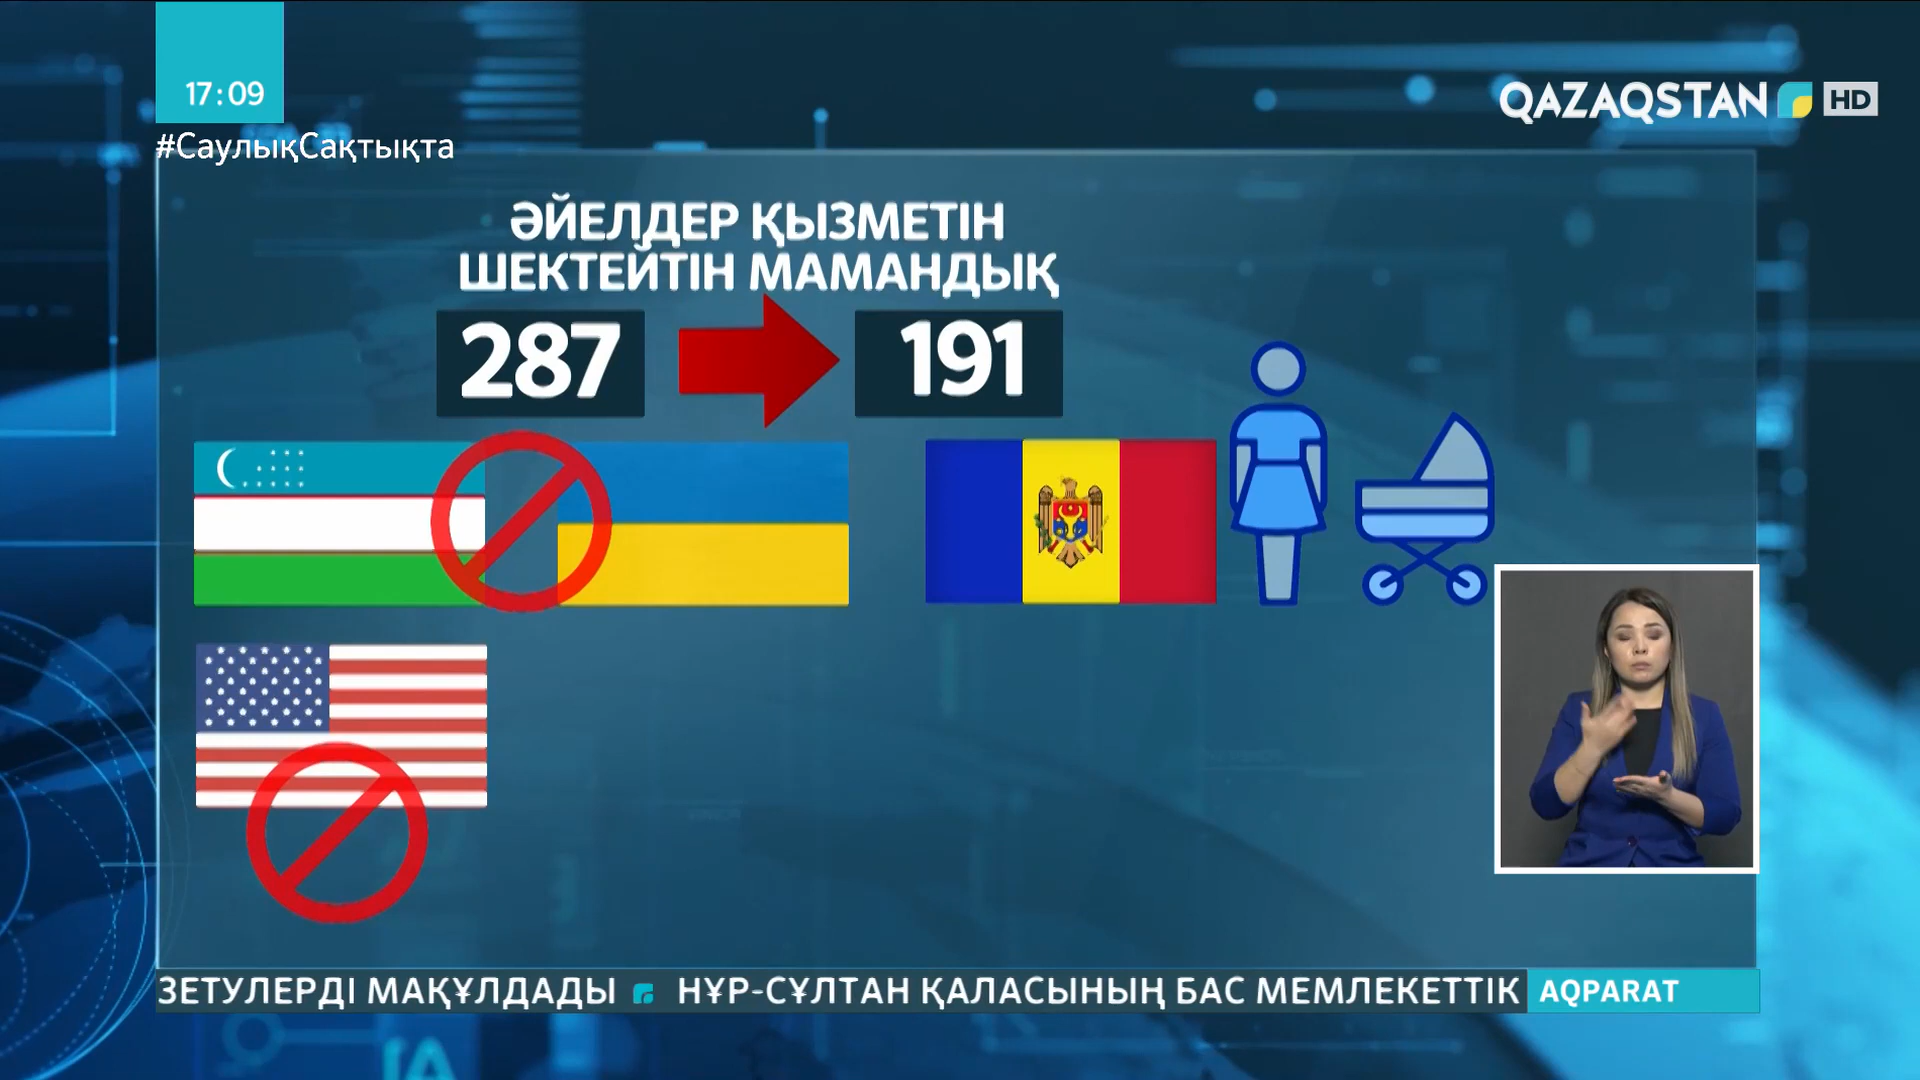 17:09
#СаулықСақтықта
QAZAQSTAN HD
ӘЙЕЛДЕР ҚЫЗМЕТІН
ШЕКТЕЙТІН МАМАНДЫҚ
287 191
ЗЕТУЛЕРДІ МАҚҰЛДАДЫ НҰР-СҰЛТАН ҚАЛАСЫНЫҢ БАС МЕМЛЕКЕТТІК AQPARAT